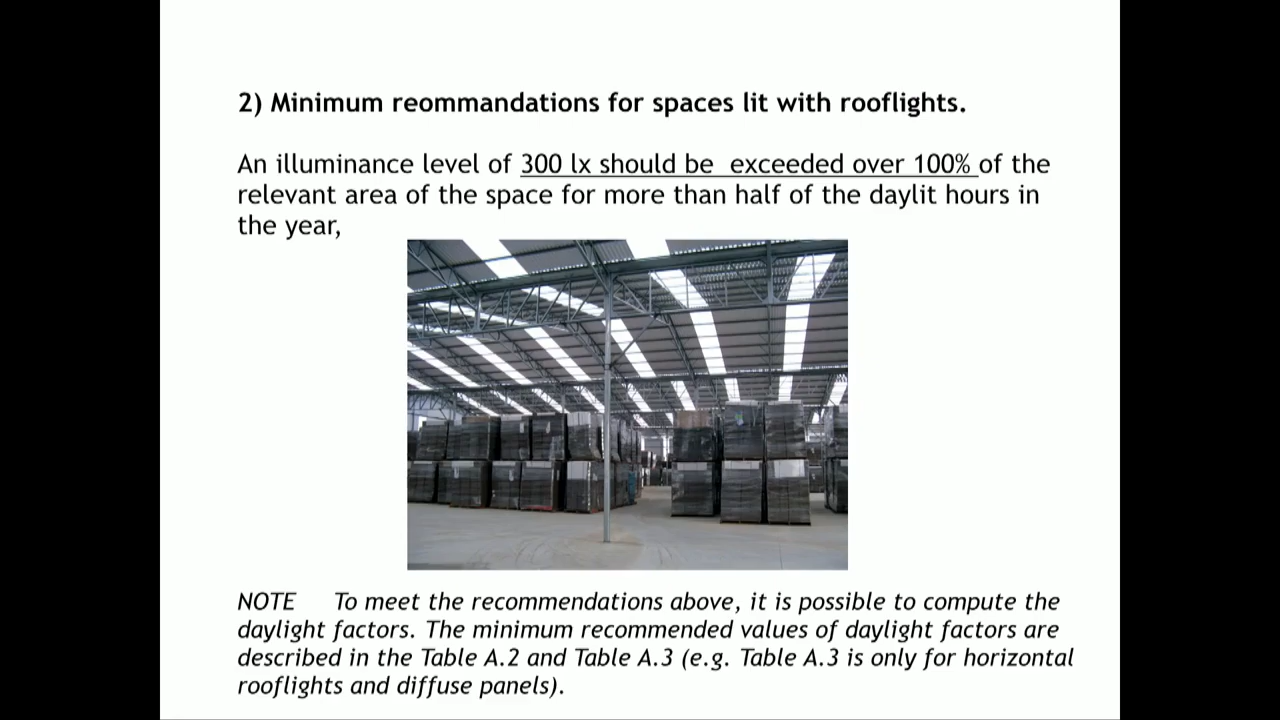 2) Minimum reommandations for spaces lit with rooflights.
An illuminance level of 300 lx should be  exceeded over 100% of the
relevant area of the space for more than half of the daylit hours in
the year,
NOTE    To meet the recommendations above, it is possible to compute the
daylight factors. The minimum recommended values of daylight factors are
described in the Table A.2 and Table A.3 (e.g. Table A.3 is only for horizontal
rooflights and diffuse panels).